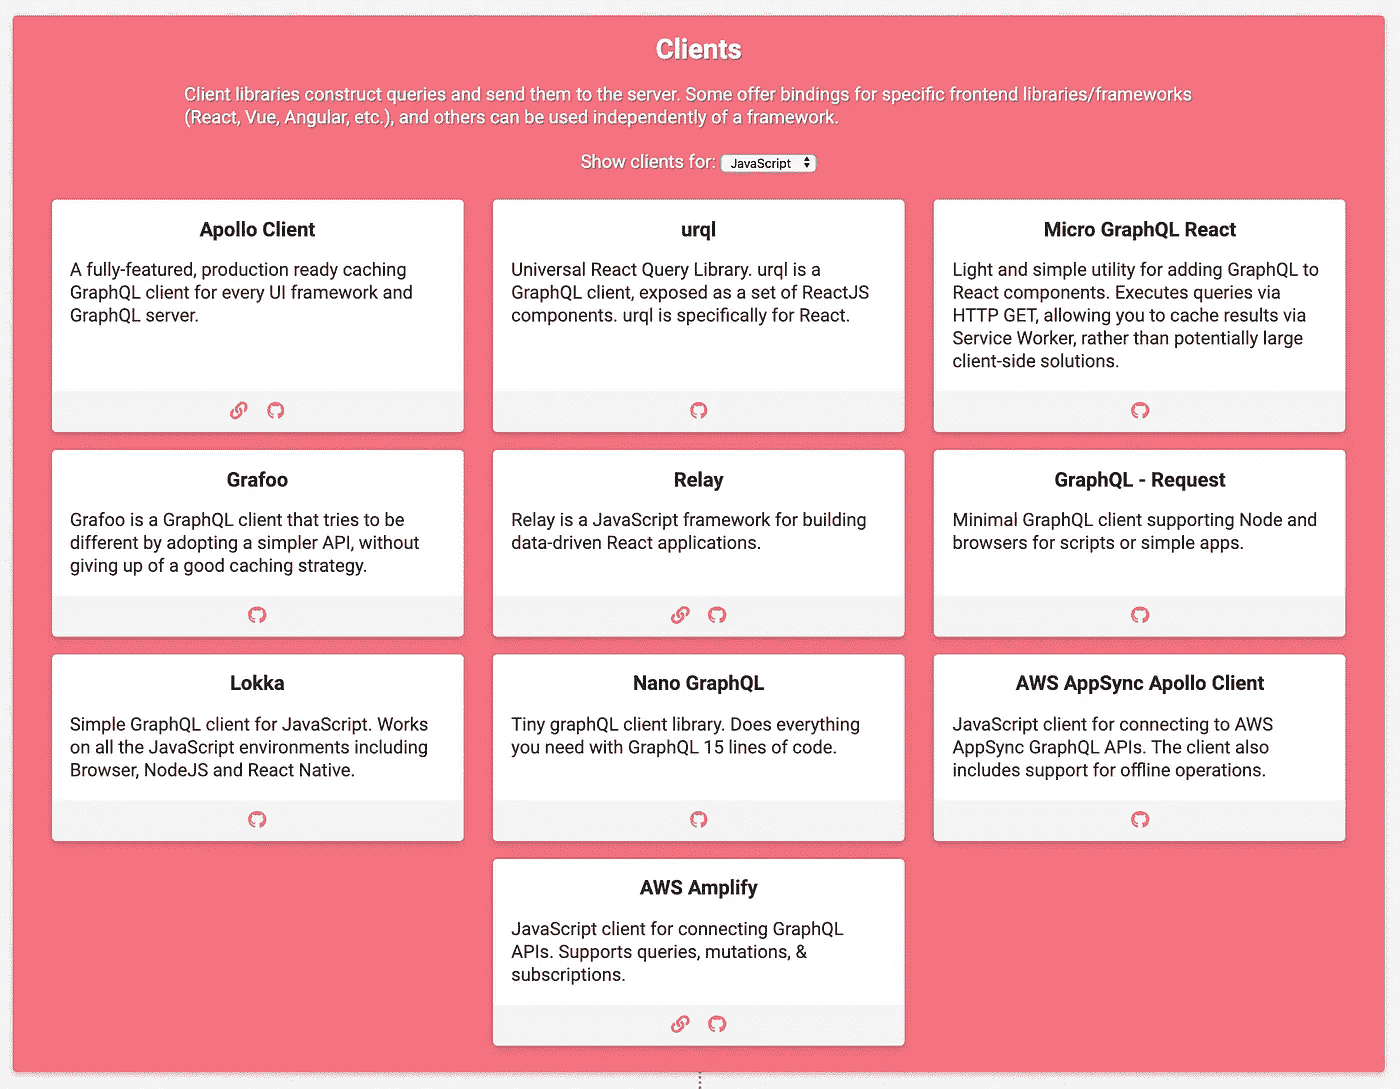 Clients
Client libraries construct queries and send them to the server. Some offer bindings for specific frontend libraries/frameworks
(React, Vue, Angular, etc.), and others can be used independently of a framework.
Show clients for: JavaScript
Apollo Client
A fully-featured, production ready caching
GraphQL client for every UI framework and
GraphQL server.
urql
Universal React Query Library. urql is a
GraphQL client, exposed as a set of ReactJS
components. urql is specifically for React.
Micro GraphQL React
Light and simple utility for adding GraphQL to
React components. Executes queries via
HTTP GET, allowing you to cache results via
Service Worker, rather than potentially large
client-side solutions.
Grafoo
Grafoo is a GraphQL client that tries to be
different by adopting a simpler API, without
giving up of a good caching strategy.
Relay
Relay is a JavaScript framework for building
data-driven React applications.
GraphQL - Request
Minimal GraphQL client supporting Node and
browsers for scripts or simple apps.
Lokka
Simple GraphQL client for JavaScript. Works
on all the JavaScript environments including
Browser, NodeJS and React Native.
Nano GraphQL
Tiny graphQL client library. Does everything
you need with GraphQL 15 lines of code.
AWS AppSync Apollo Client
JavaScript client for connecting to AWS
AppSync GraphQL APIs. The client also
includes support for offline operations.
AWS Amplify
JavaScript client for connecting GraphQL
APIs. Supports queries, mutations, &
subscriptions.